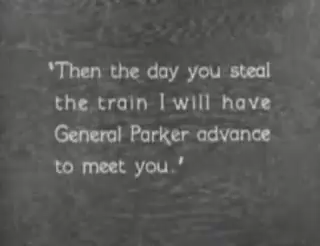 'Then the day you steal
the train I will have
General Parker advance
to meet you.'